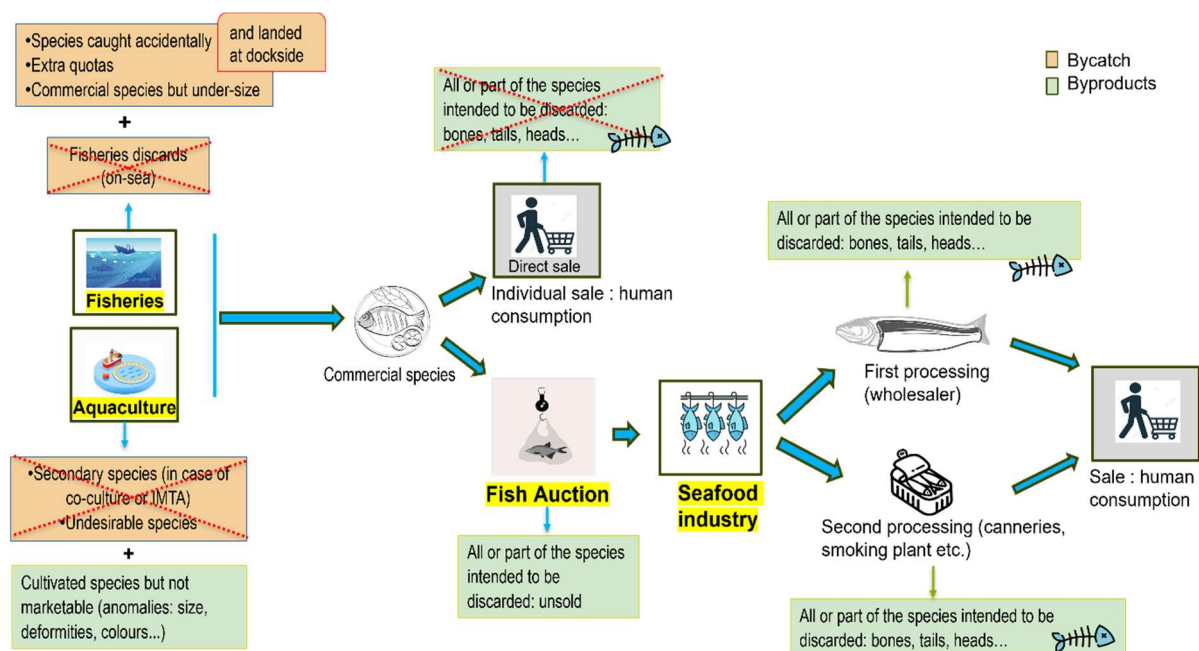 •Species caught accidentally
•Extra quotas
•Commercial species but under-size
and landed
at dockside
+
Fisheries discards
(on-sea)
Fisheries
Aquaculture
•Secondary species (in case of
co-culture or IMTA)
•Undesirable species
+
Cultivated species but not
marketable (anomalies: size,
deformities, colours...)
Commercial species
All or part of the species
intended to be discarded:
bones, tails, heads…
Direct sale
Individual sale : human
consumption
Fish Auction
All or part of the species
intended to be
discarded: unsold
Seafood
industry
All or part of the species intended to be
discarded: bones, tails, heads…
First processing
(wholesaler)
Second processing (canneries,
smoking plant etc.)
All or part of the species intended to be
discarded: bones, tails, heads…
Sale : human
consumption
Bycatch
Byproducts